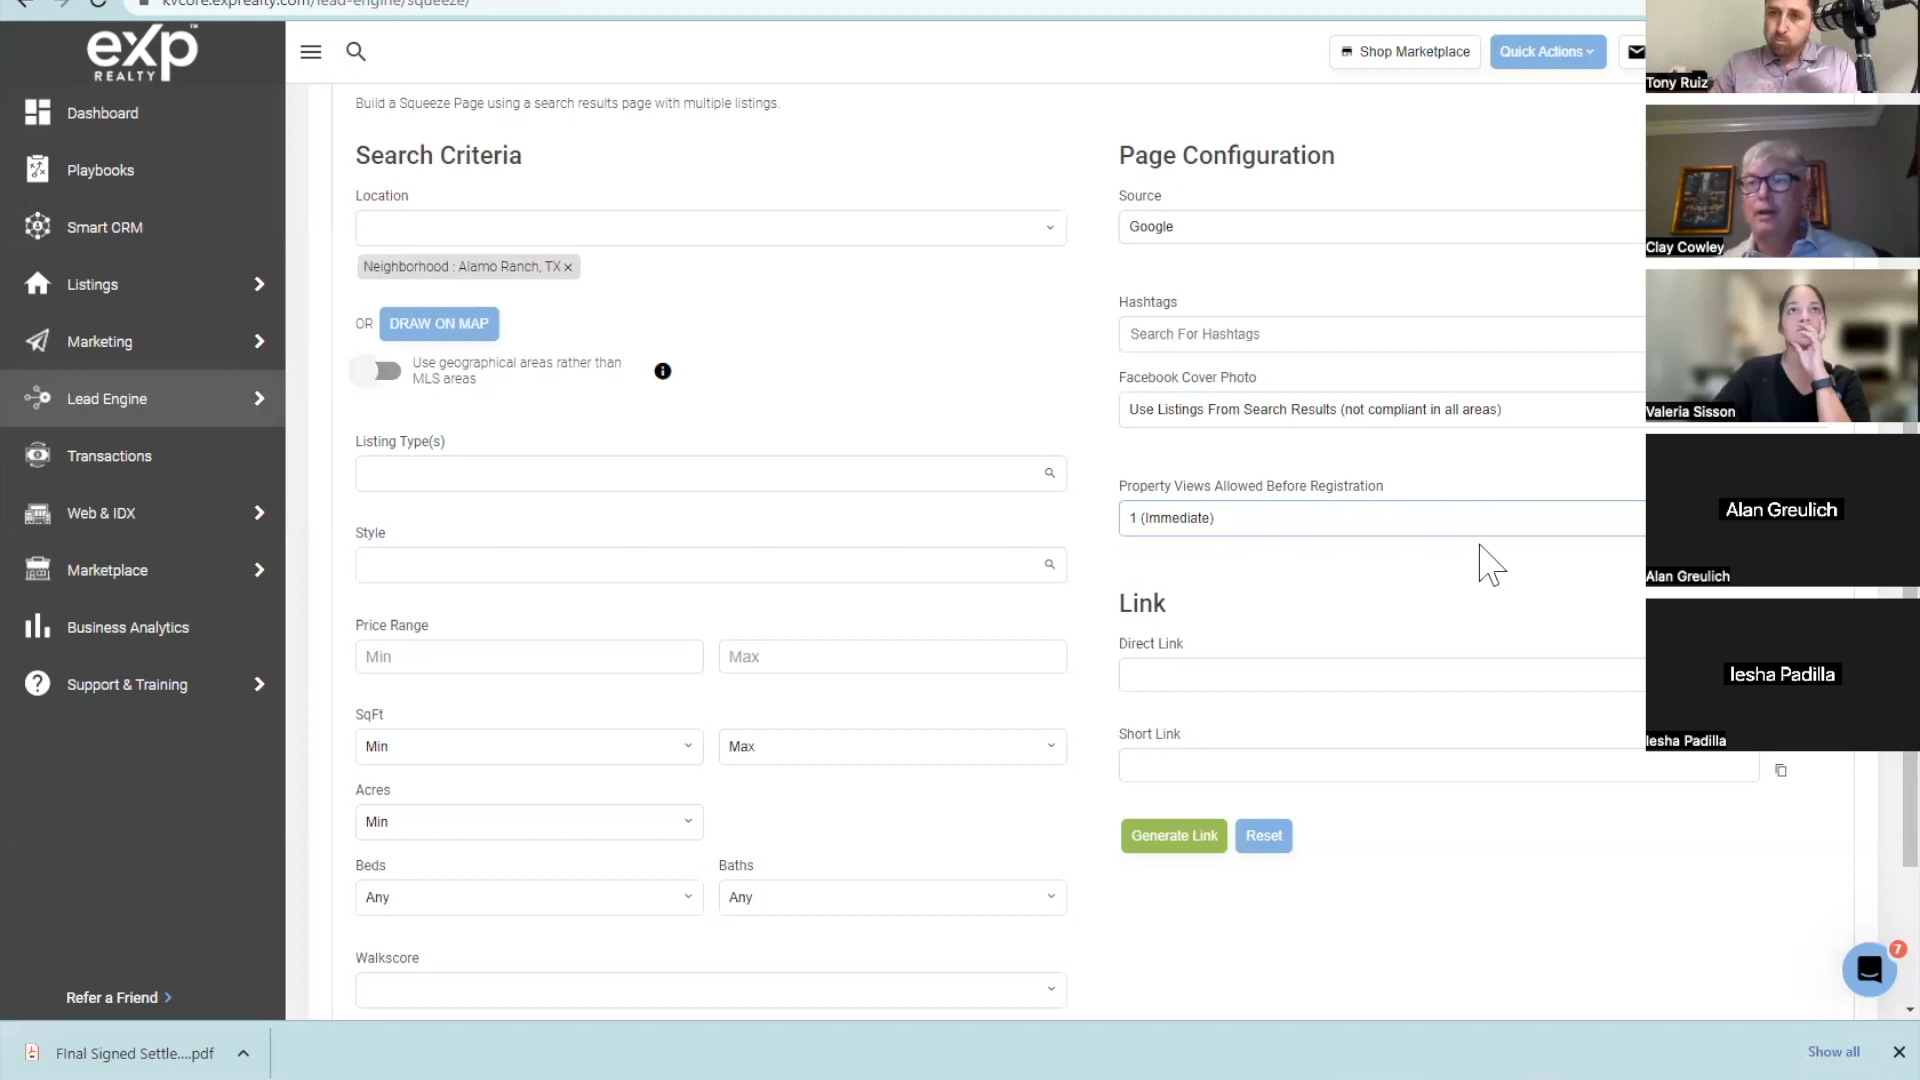 kvcore.exprealty.com/lead-engine/squeeze/
eXp™
REALTY
Shop Marketplace
Quick Actions
Dashboard
Playbooks
Smart CRM
Listings
Marketing
Lead Engine
Transactions
Web & IDX
Marketplace
Business Analytics
Support & Training
Refer a Friend
Build a Squeeze Page using a search results page with multiple listings.
Search Criteria
Location
Neighborhood : Alamo Ranch, TX×
OR
DRAW ON MAP
Use geographical areas rather than
MLS areas
Listing Type(s)
Style
Price Range
Min
Max
SqFt
Min
Max
Acres
Min
Beds
Baths
Any
Any
Walkscore
Page Configuration
Source
Google
Hashtags
Search For Hashtags
Facebook Cover Photo
Use Listings From Search Results (not compliant in all areas)
Property Views Allowed Before Registration
1 (Immediate)
Link
Direct Link
Short Link
Generate Link
Reset
Tony Ruiz
Clay Cowley
Valeria Sisson
Alan Greulich
Alan Greulich
Iesha Padilla
Iesha Padilla
7
FInal Signed Settle....pdf
Show all